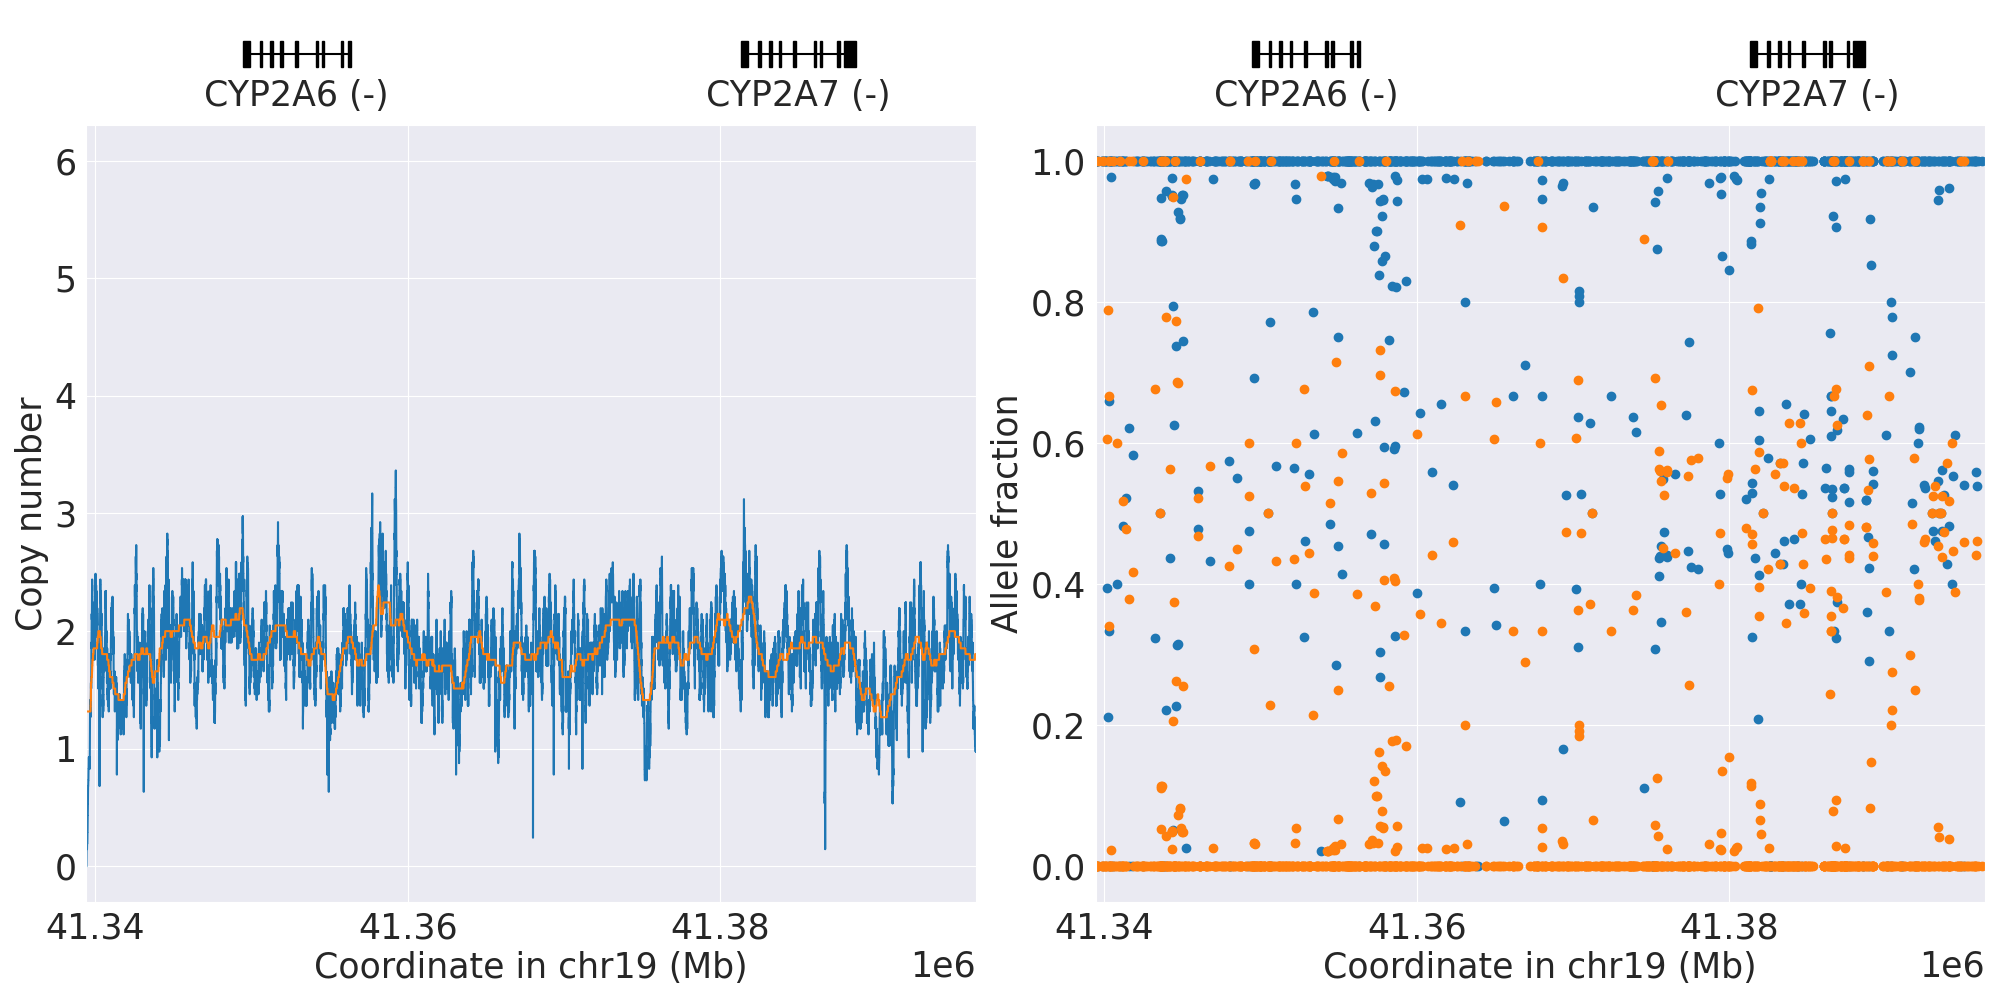 CYP2A6 (-)
CYP2A7 (-)
6
5
4
3
2
1
0
Copy number
41.34
41.36
41.38
Coordinate in chr19 (Mb)
1e6
CYP2A6 (-)
CYP2A7 (-)
1.0
0.8
0.6
0.4
0.2
0.0
Allele fraction
41.34
41.36
41.38
Coordinate in chr19 (Mb)
1e6